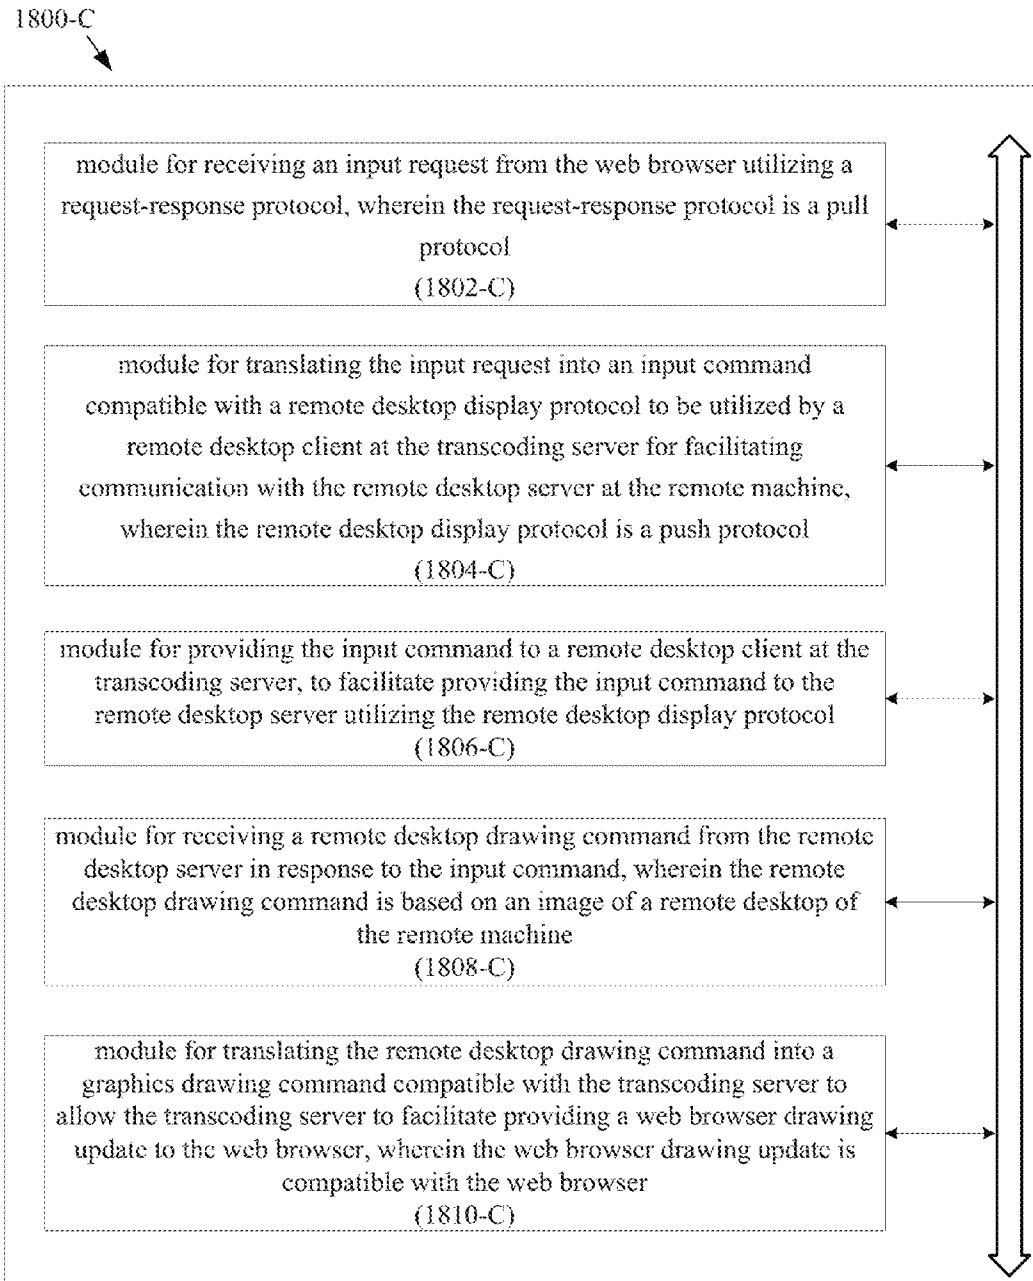 1800-C
module for receiving an input request from the web browser utilizing a
request-response protocol, wherein the request-response protocol is a pull
protocol
(1802-C)
module for translating the input request into an input command
compatible with a remote desktop display protocol to be utilized by a
remote desktop client at the transcoding server for facilitating
communication with the remote desktop server at the remote machine,
wherein the remote desktop display protocol is a push protocol
(1804-C)
module for providing the input command to a remote desktop client at the
transcoding server, to facilitate providing the input command to the
remote desktop server utilizing the remote desktop display protocol
(1806-C)
module for receiving a remote desktop drawing command from the remote
desktop server in response to the input command, wherein the remote
desktop drawing command is based on an image of a remote desktop of
the remote machine
(1808-C)
module for translating the remote desktop drawing command into a
graphics drawing command compatible with the transcoding server to
allow the transcoding server to facilitate providing a web browser drawing
update to the web browser, wherein the web browser drawing update is
compatible with the web browser
(1810-C)